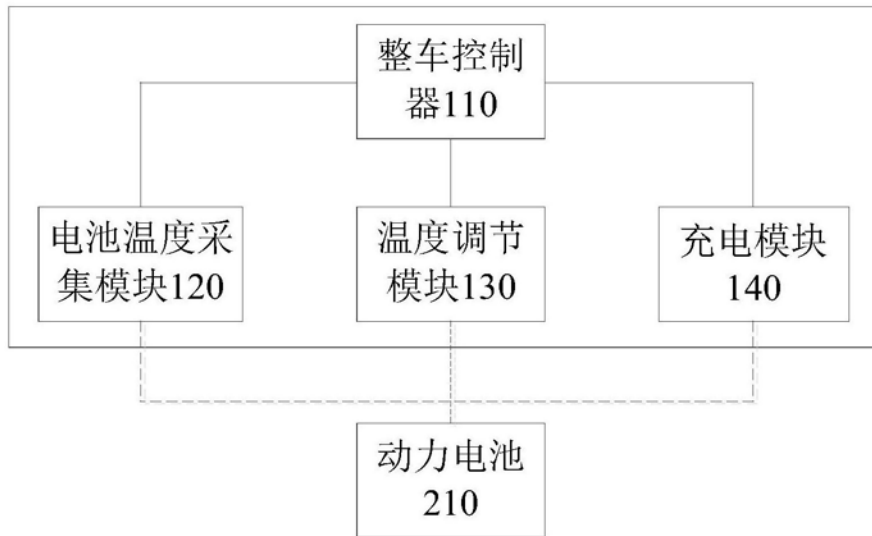 整车控制
器110
电池温度采
集模块120
温度调节
模块130
充电模块
140
动力电池
210